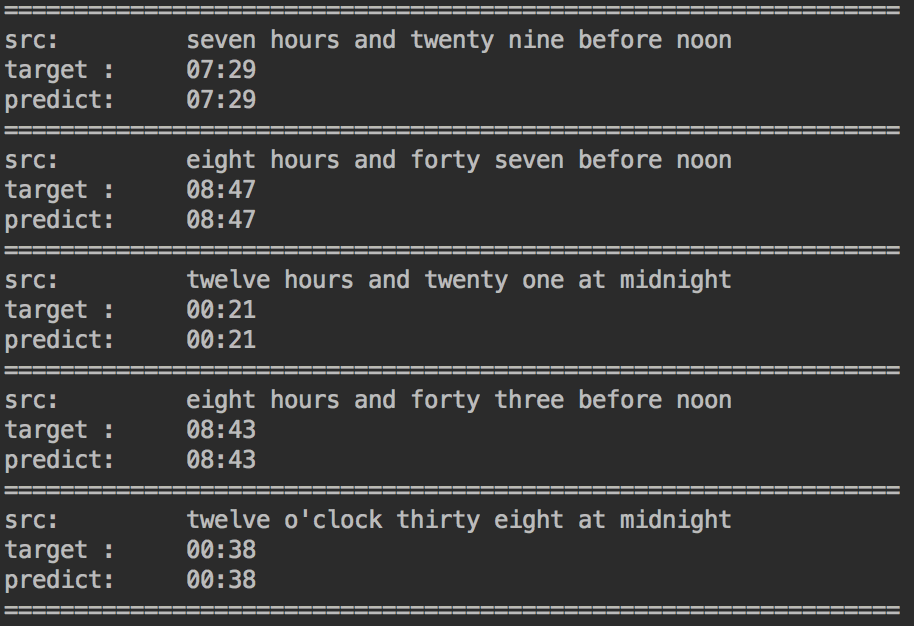 ================================================================
src:          seven hours and twenty nine before noon
target :      07:29
predict:      07:29
================================================================
src:          eight hours and forty seven before noon
target :      08:47
predict:      08:47
================================================================
src:          twelve hours and twenty one at midnight
target :      00:21
predict:      00:21
================================================================
src:          eight hours and forty three before noon
target :      08:43
predict:      08:43
================================================================
src:          twelve o'clock thirty eight at midnight
target :      00:38
predict:      00:38
================================================================